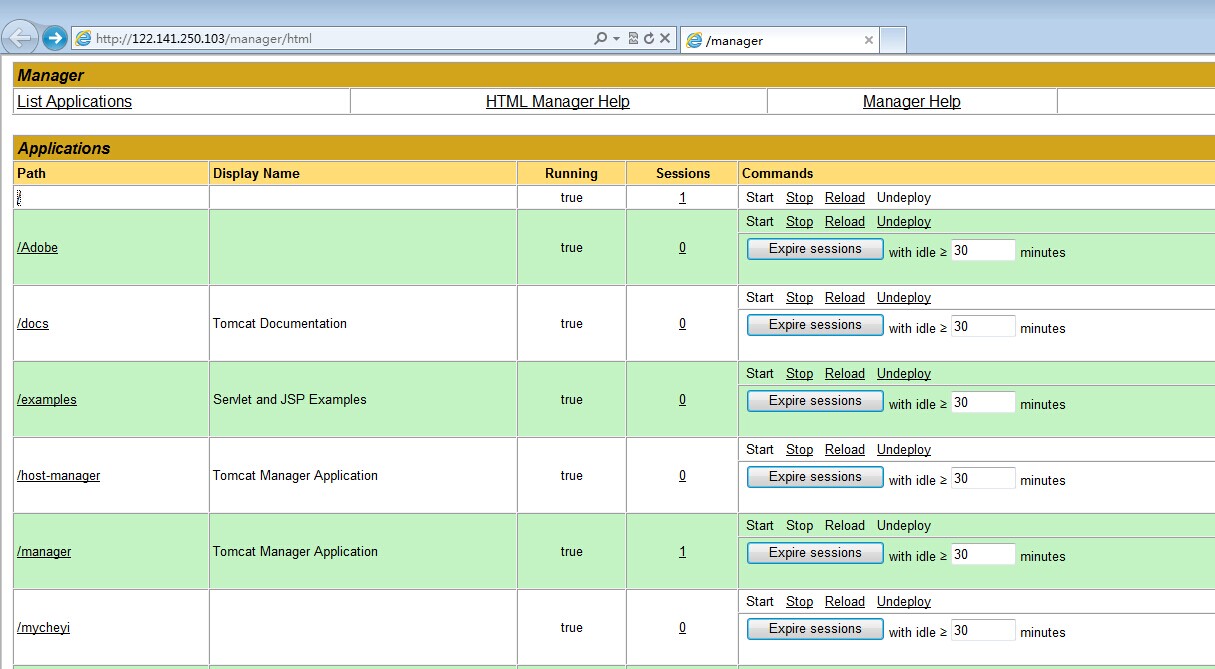 http://122.141.250.103/manager/html
/manager
Manager
List Applications HTML Manager Help Manager Help
Applications
Path Display Name Running Sessions Commands
/ true 1 Start Stop Reload Undeploy
Start Stop Reload Undeploy
/Adobe true 0 Expire sessions with idle ≥ 30 minutes
Start Stop Reload Undeploy
/docs Tomcat Documentation true 0 Expire sessions with idle ≥ 30 minutes
Start Stop Reload Undeploy
/examples Servlet and JSP Examples true 0 Expire sessions with idle ≥ 30 minutes
Start Stop Reload Undeploy
/host-manager Tomcat Manager Application true 0 Expire sessions with idle ≥ 30 minutes
Start Stop Reload Undeploy
/manager Tomcat Manager Application true 1 Expire sessions with idle ≥ 30 minutes
Start Stop Reload Undeploy
/mycheyi true 0 Expire sessions with idle ≥ 30 minutes